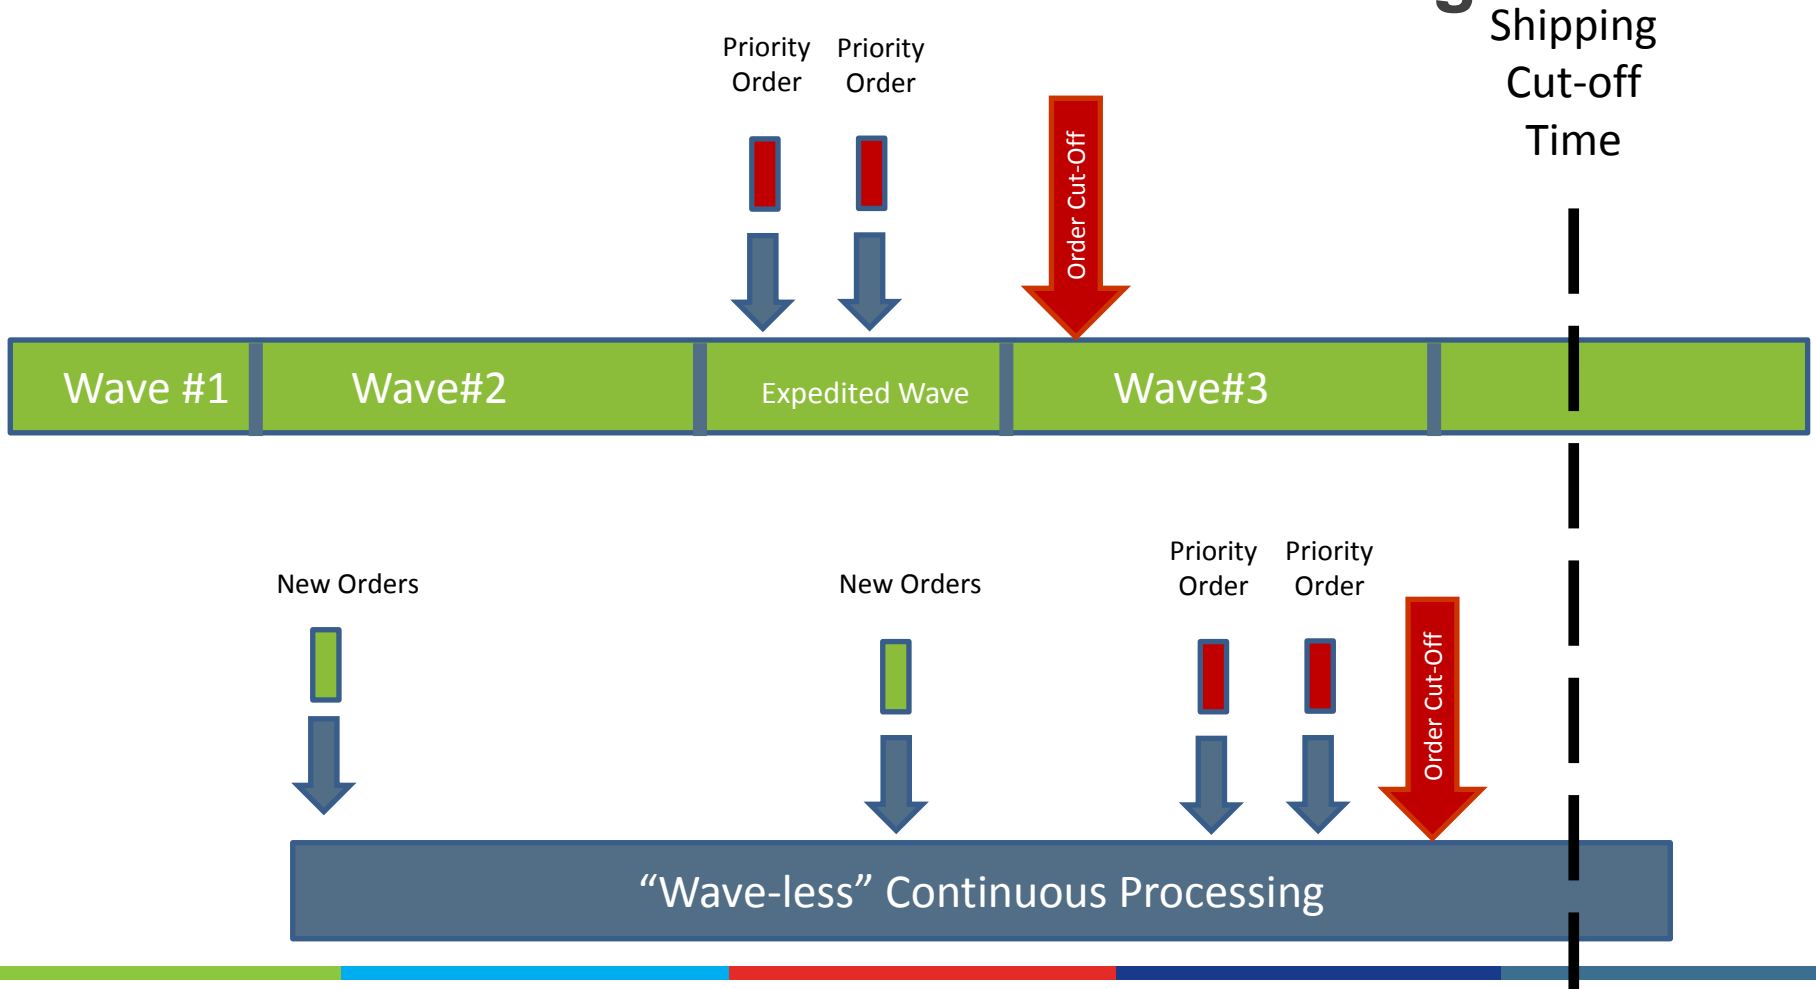 Shipping
Cut-off
Time
Priority
Order
Priority
Order
Order Cut-Off
Wave #1
Wave#2
Expedited Wave
Wave#3
New Orders
New Orders
Priority
Order
Priority
Order
Order Cut-Off
“Wave-less” Continuous Processing